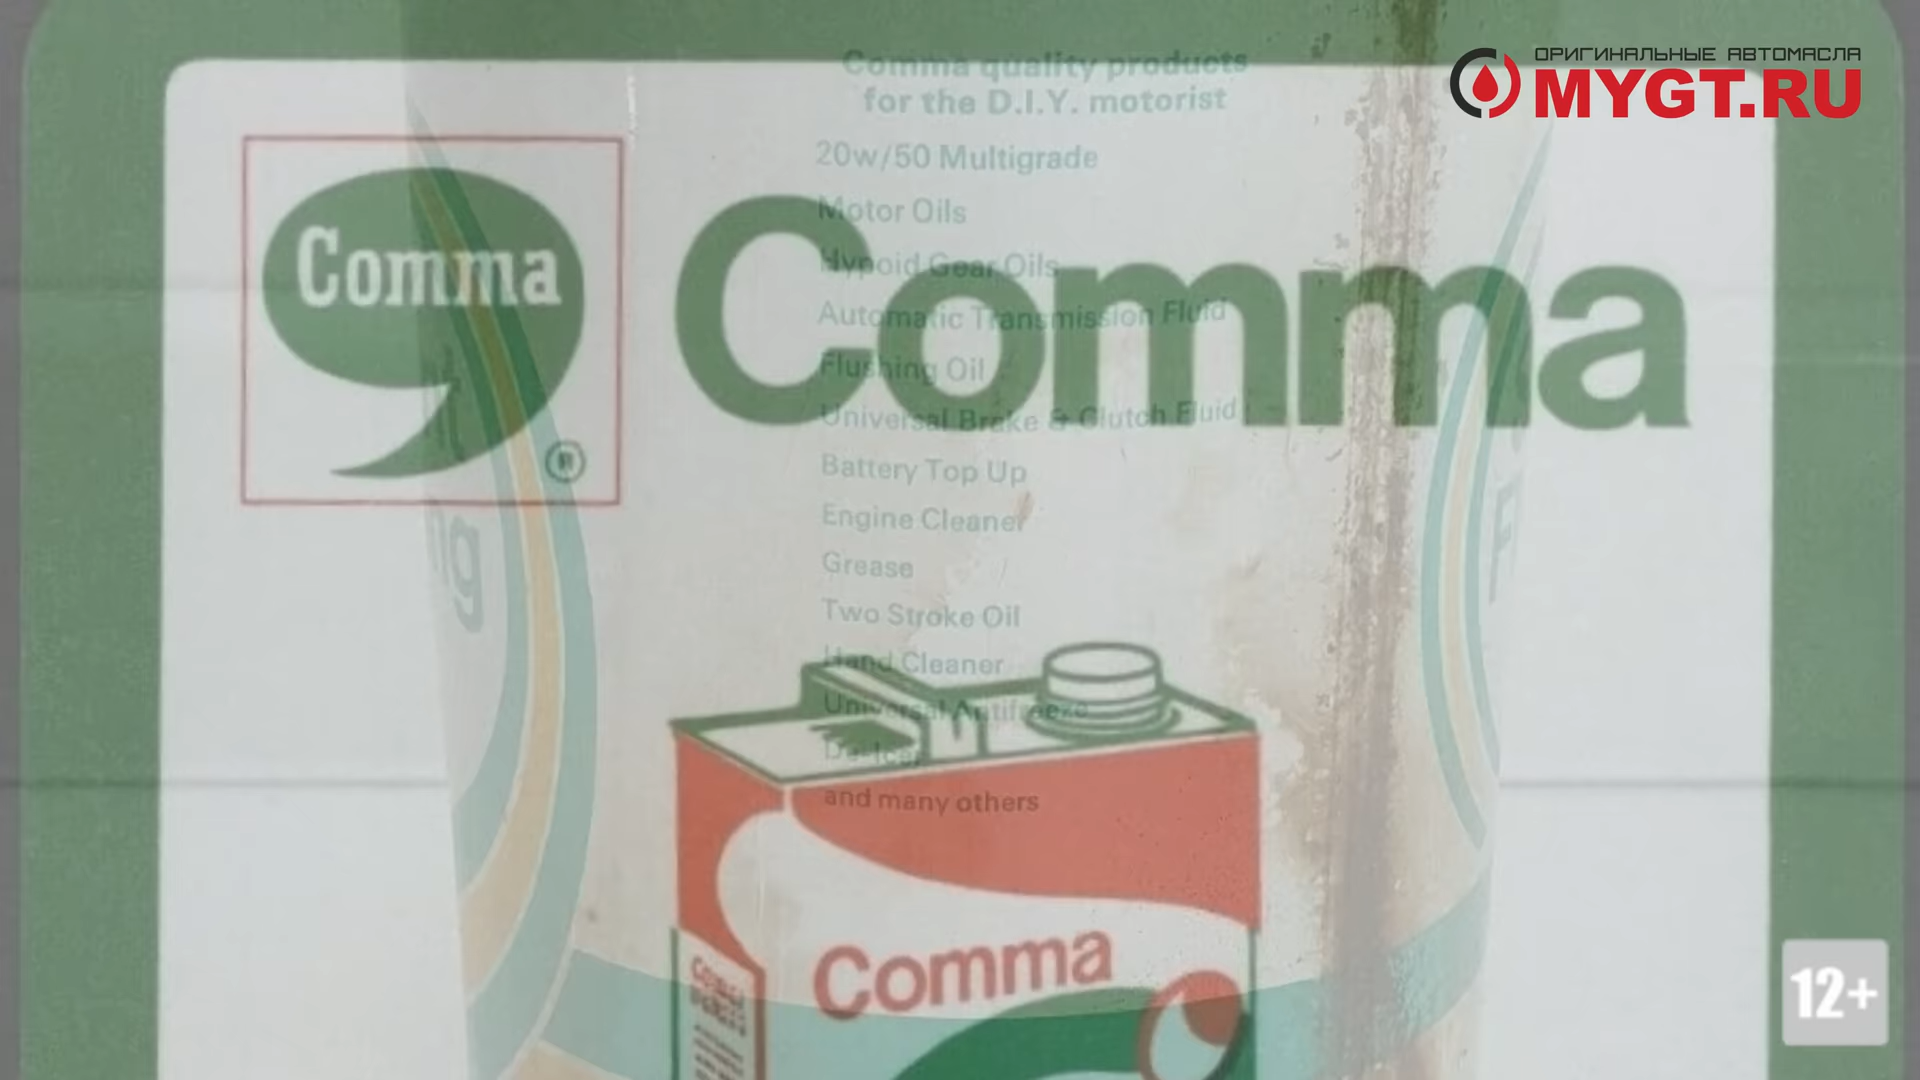 ОРИГИНАЛЬНЫЕ АВТОМАСЛА
MYGT.RU
Comma quality products
for the D.I.Y. motorist
20w/50 Multigrade
Motor Oils
Hypoid Gear Oils
Automatic Transmission Fluid
Flushing Oil
Universal Brake & Clutch Fluid
Battery Top Up
Engine Cleaner
Grease
Two Stroke Oil
Hand Cleaner
Universal Antifreeze
De-Icer
and many others
Comma
®
Comma
ng
Comma
12+